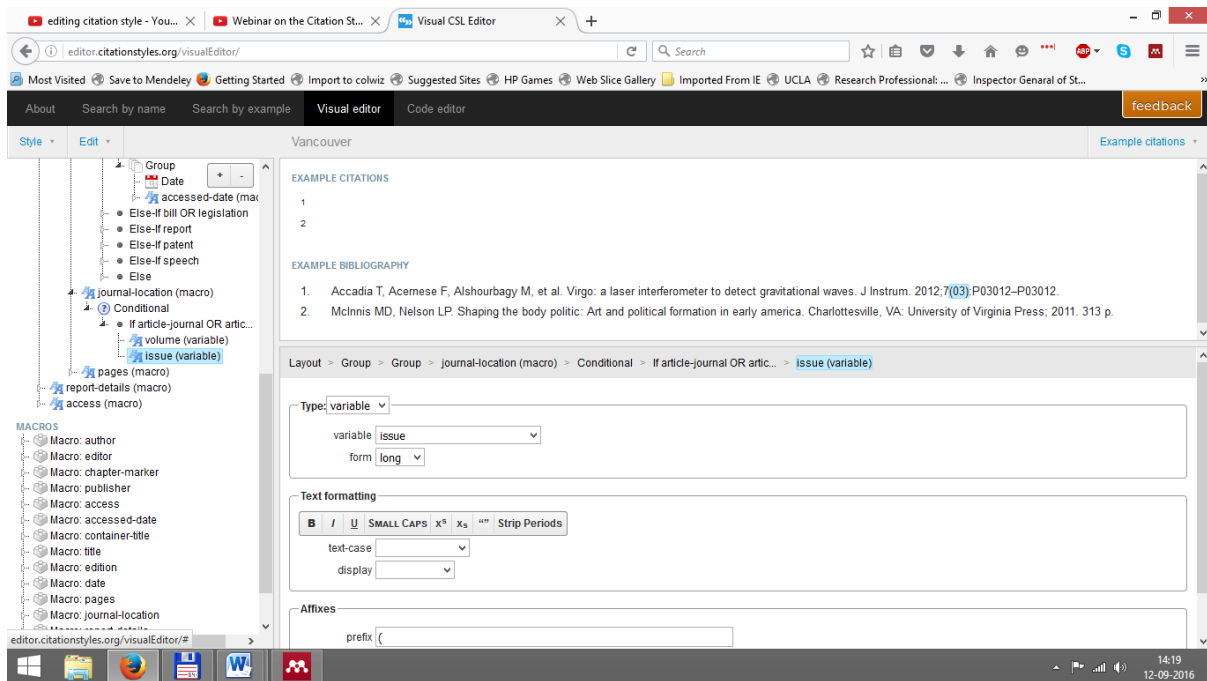 editing citation style - You...
Webinar on the Citation St...
Visual CSL Editor
editor.citationstyles.org/visualEditor/
Search
ABP
Most Visited Save to Mendeley Getting Started Import to colwiz Suggested Sites HP Games Web Slice Gallery Imported From IE UCLA Research Professional: ... Inspector Genaral of St...
About Search by name Search by example Visual editor Code editor
feedback
Style Edit Vancouver Example citations
Group
+ -
Date
accessed-date (mac
Else-If bill OR legislation
Else-If report
Else-If patent
Else-If speech
Else
journal-location (macro)
Conditional
If article-journal OR artic...
volume (variable)
issue (variable)
pages (macro)
report-details (macro)
access (macro)
MACROS
Macro: author
Macro: editor
Macro: chapter-marker
Macro: publisher
Macro: access
Macro: accessed-date
Macro: container-title
Macro: title
Macro: edition
Macro: date
Macro: pages
Macro: journal-location
editor.citationstyles.org/visualEditor/#
EXAMPLE CITATIONS
1
2
EXAMPLE BIBLIOGRAPHY
1. Accadia T, Acernese F, Alshourbagy M, et al. Virgo: a laser interferometer to detect gravitational waves. J Instrum. 2012;7(03):P03012–P03012.
2. McInnis MD, Nelson LP. Shaping the body politic: Art and political formation in early america. Charlottesville, VA: University of Virginia Press; 2011. 313 p.
Layout > Group > Group > journal-location (macro) > Conditional > If article-journal OR artic... > issue (variable)
Type: variable
variable issue
form long
Text formatting
B I U SMALL CAPS X⁵ X₅ “” Strip Periods
text-case
display
Affixes
prefix (
14:19
12-09-2016